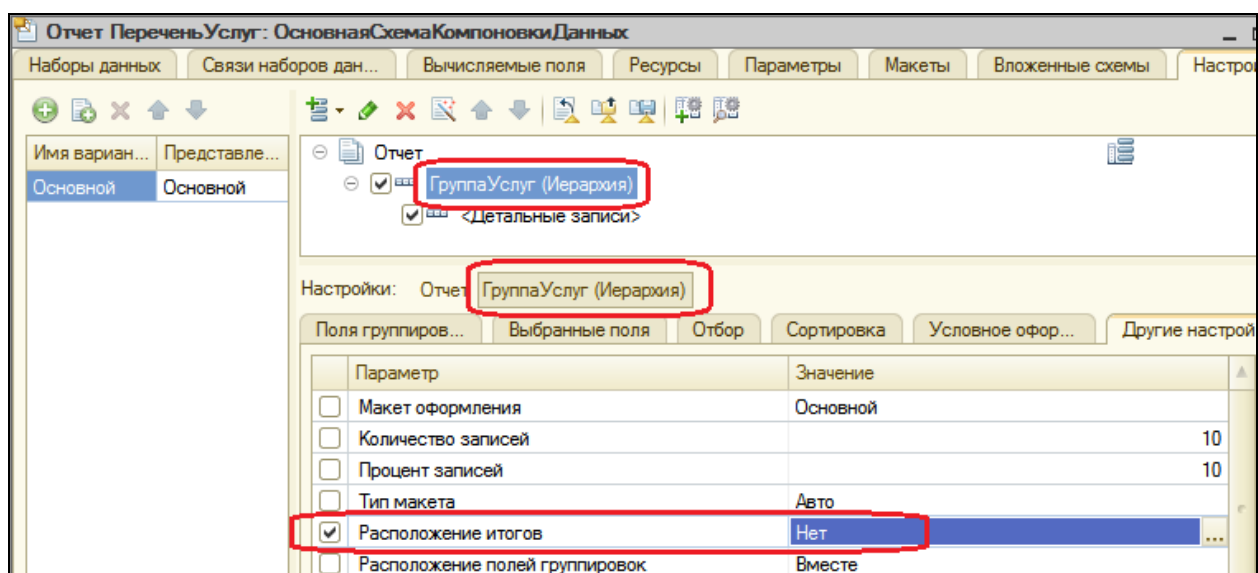 Отчет ПереченьУслуг: ОсновнаяСхемаКомпоновкиДанных
Наборы данных Связи наборов дан... Вычисляемые поля Ресурсы Параметры Макеты Вложенные схемы Настро
Имя вариан... Представле...
Основной Основной
Отчет
ГруппаУслуг (Иерархия)
<Детальные записи>
Настройки: Отчет ГруппаУслуг (Иерархия)
Поля группиров... Выбранные поля Отбор Сортировка Условное офор... Другие настрой
Параметр Значение
Макет оформления Основной
Количество записей 10
Процент записей 10
Тип макета Авто
Расположение итогов Нет ...
Расположение полей группировок Вместе